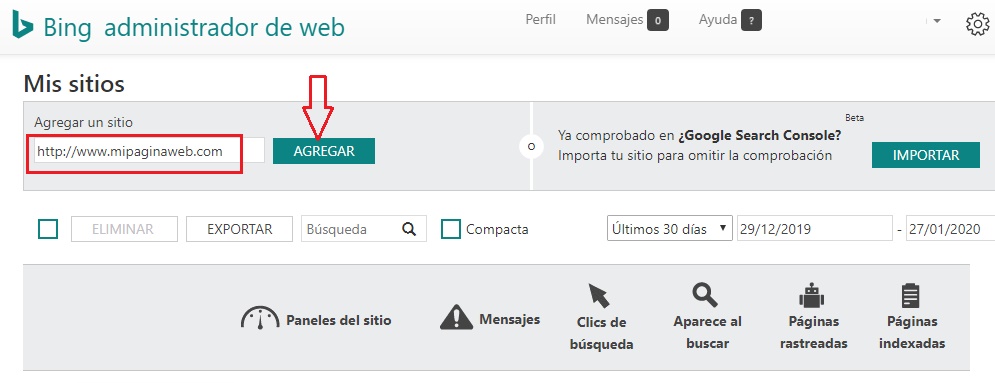 Bing administrador de web
Perfil
Mensajes 0
Ayuda ?
Mis sitios
Agregar un sitio
http://www.mipaginaweb.com
AGREGAR
o
Beta
Ya comprobado en ¿Google Search Console?
Importa tu sitio para omitir la comprobación
IMPORTAR
ELIMINAR
EXPORTAR
Búsqueda
Compacta
Últimos 30 días
29/12/2019 - 27/01/2020
Paneles del sitio
Mensajes
Clics de
búsqueda
Aparece al
buscar
Páginas
rastreadas
Páginas
indexadas